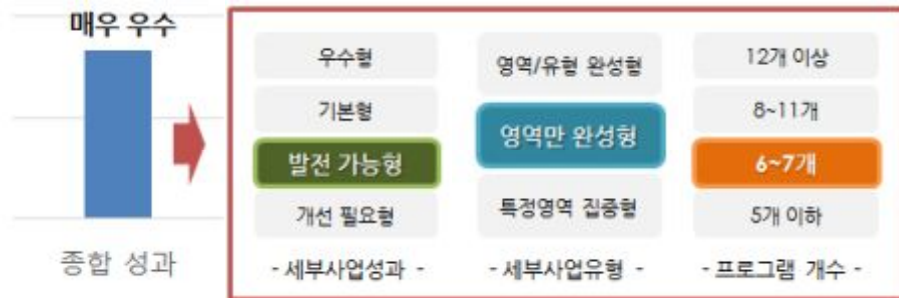 매우 우수
종합 성과
우수형
기본형
발전 가능형
개선 필요형
- 세부사업성과 -
영역/유형 완성형
영역만 완성형
특정영역 집중형
- 세부사업유형 -
12개 이상
8~11개
6~7개
5개 이하
- 프로그램 개수 -